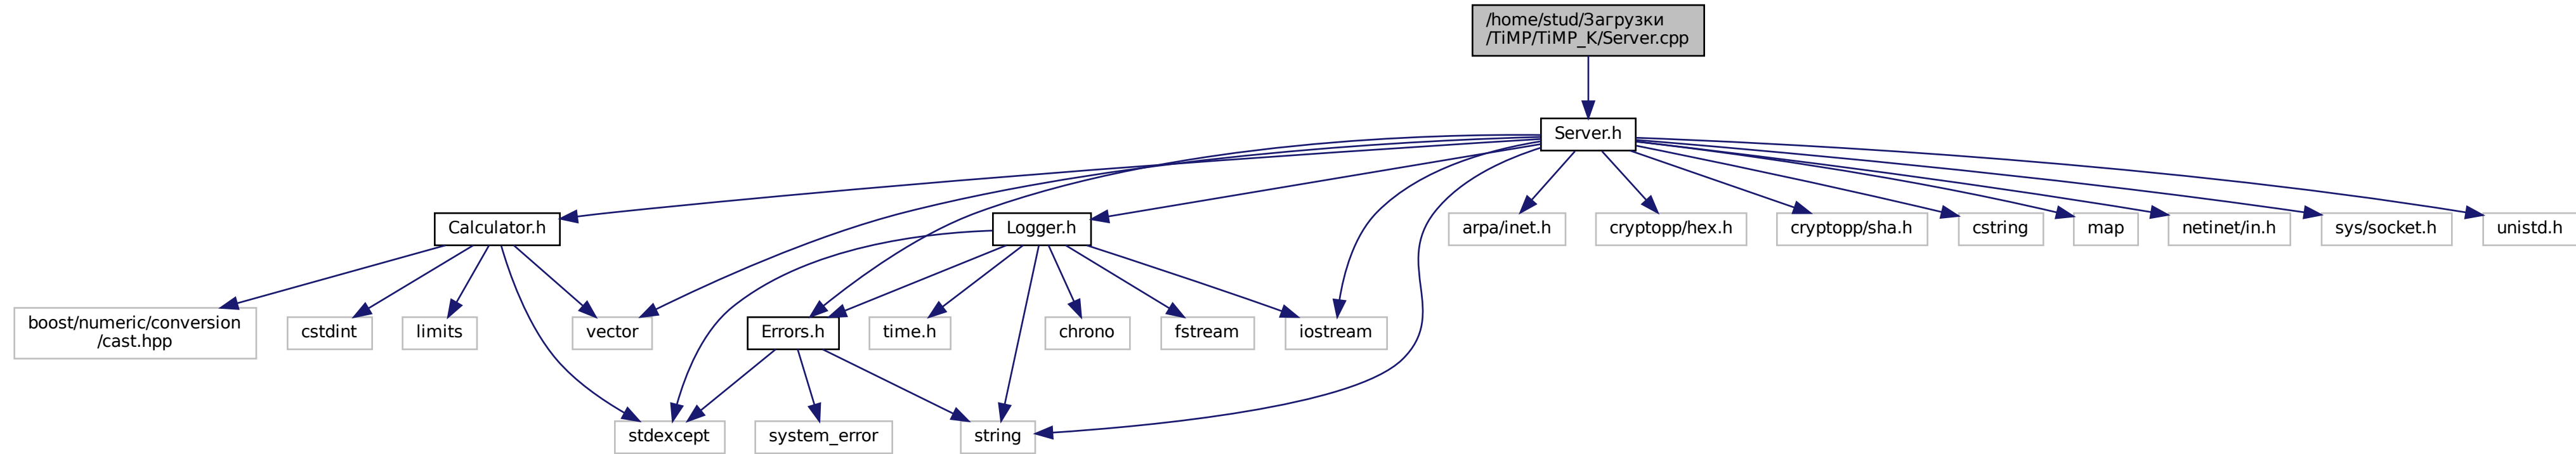 /home/stud/Загрузки
/TiMP/TiMP_K/Server.cpp
Server.h
Calculator.h
Logger.h
arpa/inet.h
cryptopp/hex.h
cryptopp/sha.h
cstring
map
netinet/in.h
sys/socket.h
unistd.h
boost/numeric/conversion
/cast.hpp
cstdint
limits
vector
Errors.h
time.h
chrono
fstream
iostream
stdexcept
system_error
string